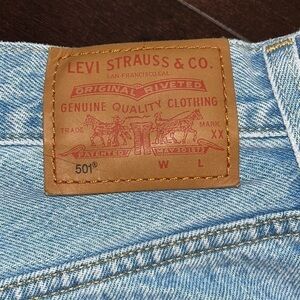 LEVI STRAUSS & CO.
SAN FRANCISCO, CAL.
ORIGINAL RIVETED
GENUINE QUALITY CLOTHING
TRADE MARK
XX
PATENTED MAY 20 1873
501® W L